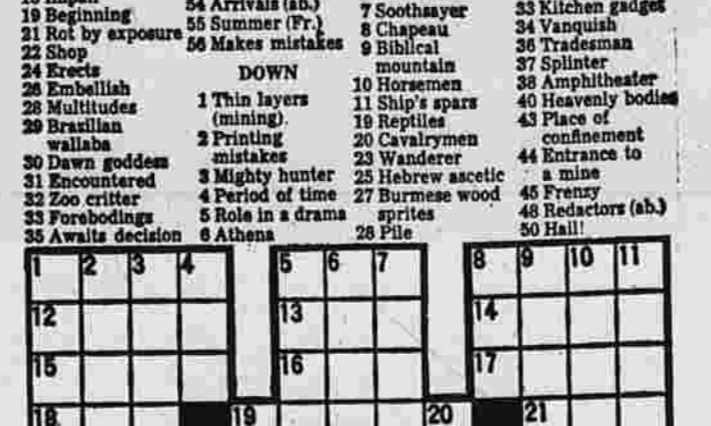 19 Beginning
21 Rot by exposure
22 Shop
24 Erects
26 Embellish
28 Multitudes
29 Brazilian
wallaba
30 Dawn goddess
31 Encountered
32 Zoo critter
33 Forebodings
35 Awaits decision
54 Arrivals (ab.)
55 Summer (Fr.)
56 Makes mistakes
DOWN
1 Thin layers
(mining).
2 Printing
mistakes
3 Mighty hunter
4 Period of time
5 Role in a drama
6 Athena
7 Soothsayer
8 Chapeau
9 Biblical
mountain
10 Horsemen
11 Ship's spars
19 Reptiles
20 Cavalrymen
23 Wanderer
25 Hebrew ascetic
27 Burmese wood
sprites
28 Pile
33 Kitchen gadget
34 Vanquish
36 Tradesman
37 Splinter
38 Amphitheater
40 Heavenly bodies
43 Place of
confinement
44 Entrance to
a mine
45 Frenzy
48 Redactors (ab.)
50 Hail!
1 2 3 4 5 6 7 8 9 10 11
12 13 14
15 16 17
18 19 20 21